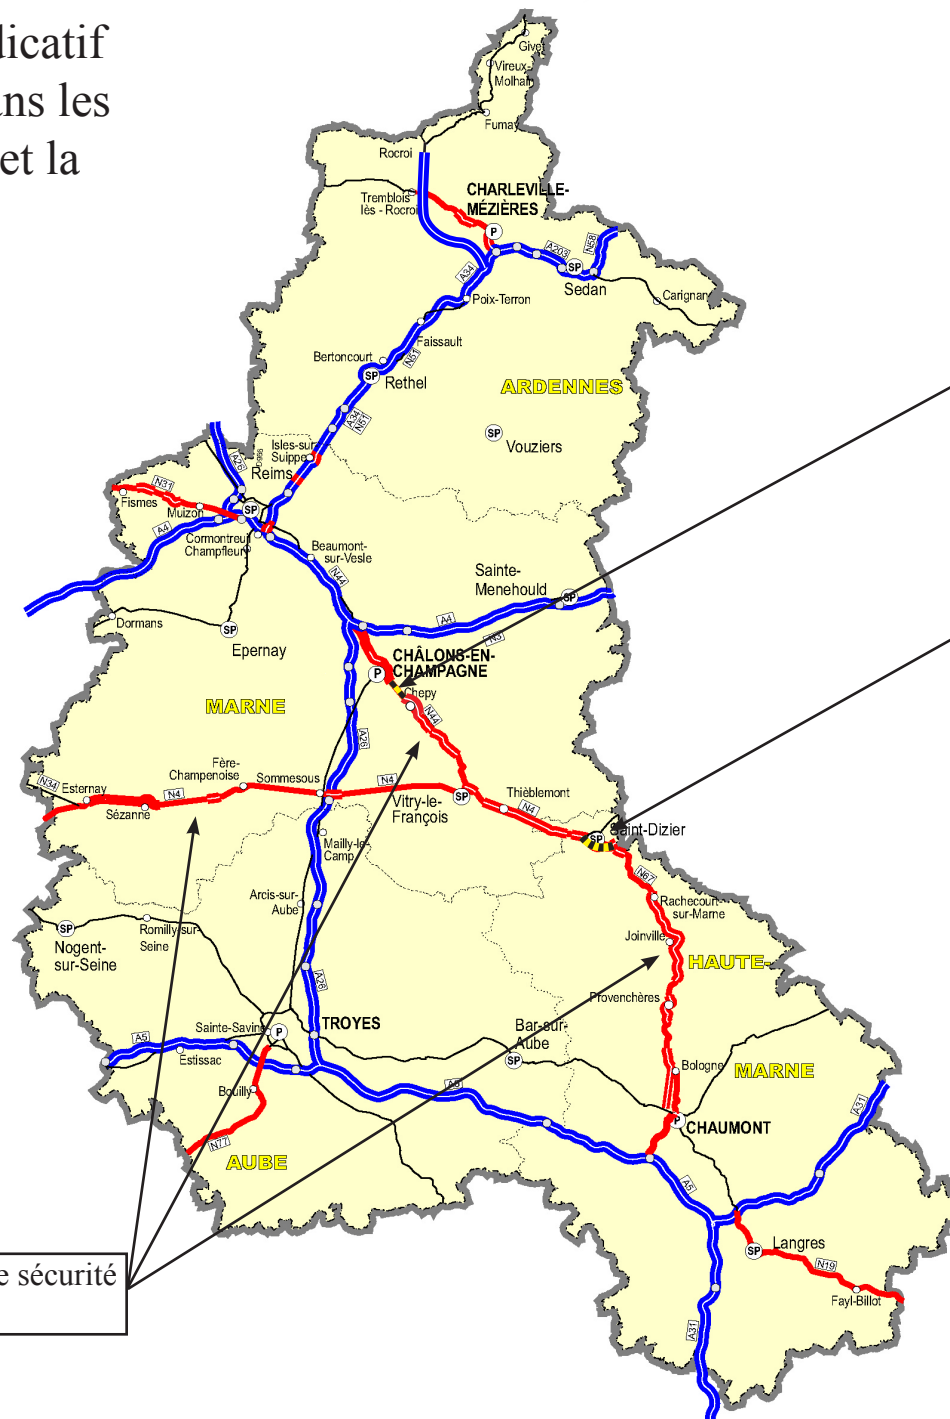 dicatif
ans les
et la
Givet
Vireux-
Molhain
Fumay
Rocroi
Tremblois
lès - Rocroi
CHARLEVILLE-
MÉZIÈRES
P
A203
N58
SP
Sedan
A34
Carignan
Poix-Terron
Faissault
N51
Bertoncourt
SP
Rethel
ARDENNES
A34
N51
SP
Vouziers
Isles-sur
Suippe
D966
A26
Reims
N31
Fismes
Muizon
SP
A4
Cormontreuil
Champfleury
Beaumont-
sur-Vesle
N44
Sainte-
Menehould
SP
Dormans
SP
A4
N3
Epernay
CHÂLONS-EN-
CHAMPAGNE
P
Chepy
MARNE
N44
A26
Fère-
Champenoise
Sommesous
N34
Esternay
N4
Sézanne
N4
Vitry-le-
François
SP
Thièblemont
N4
SP
Saint-Dizier
Mailly-le-
Camp
N67
Arcis-sur-
Aube
Rachecourt-
sur-Marne
SP
Nogent-
sur-Seine
Romilly-sur-
Seine
Joinville
HAUTE-
A26
Provenchères
Sainte-Savine
P
TROYES
Bar-sur-
Aube
SP
A5
Estissac
Bologne
MARNE
Bouilly
A5
A31
P
CHAUMONT
N77
AUBE
A5
SP
Langres
N19
Fayl-Billot
A31
e sécurité